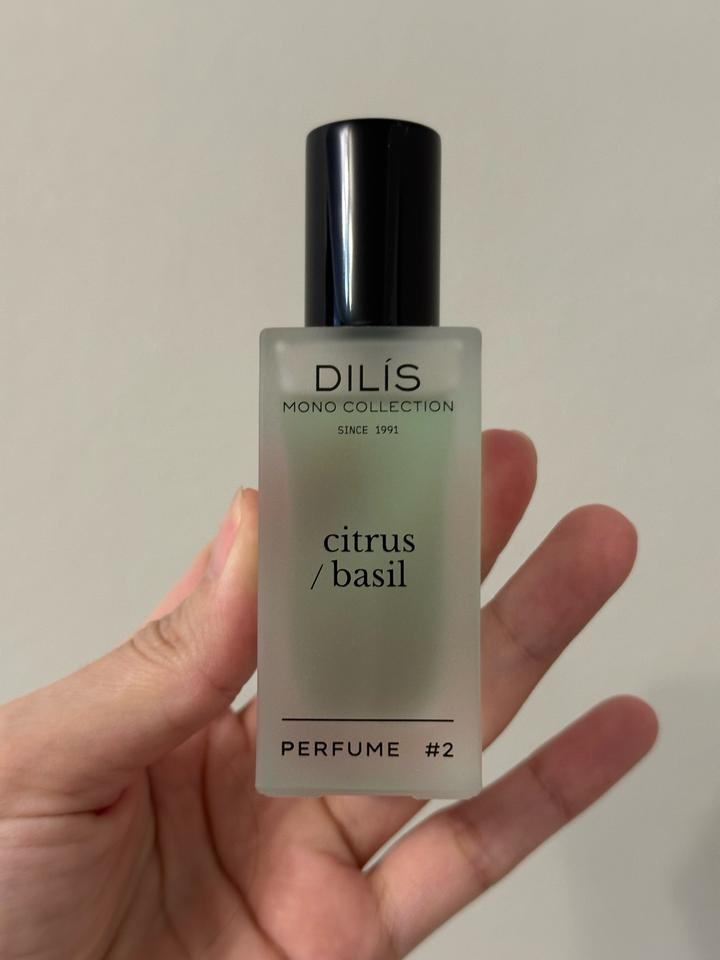 DILÍS
MONO COLLECTION
SINCE 1991
citrus
/ basil
PERFUME #2